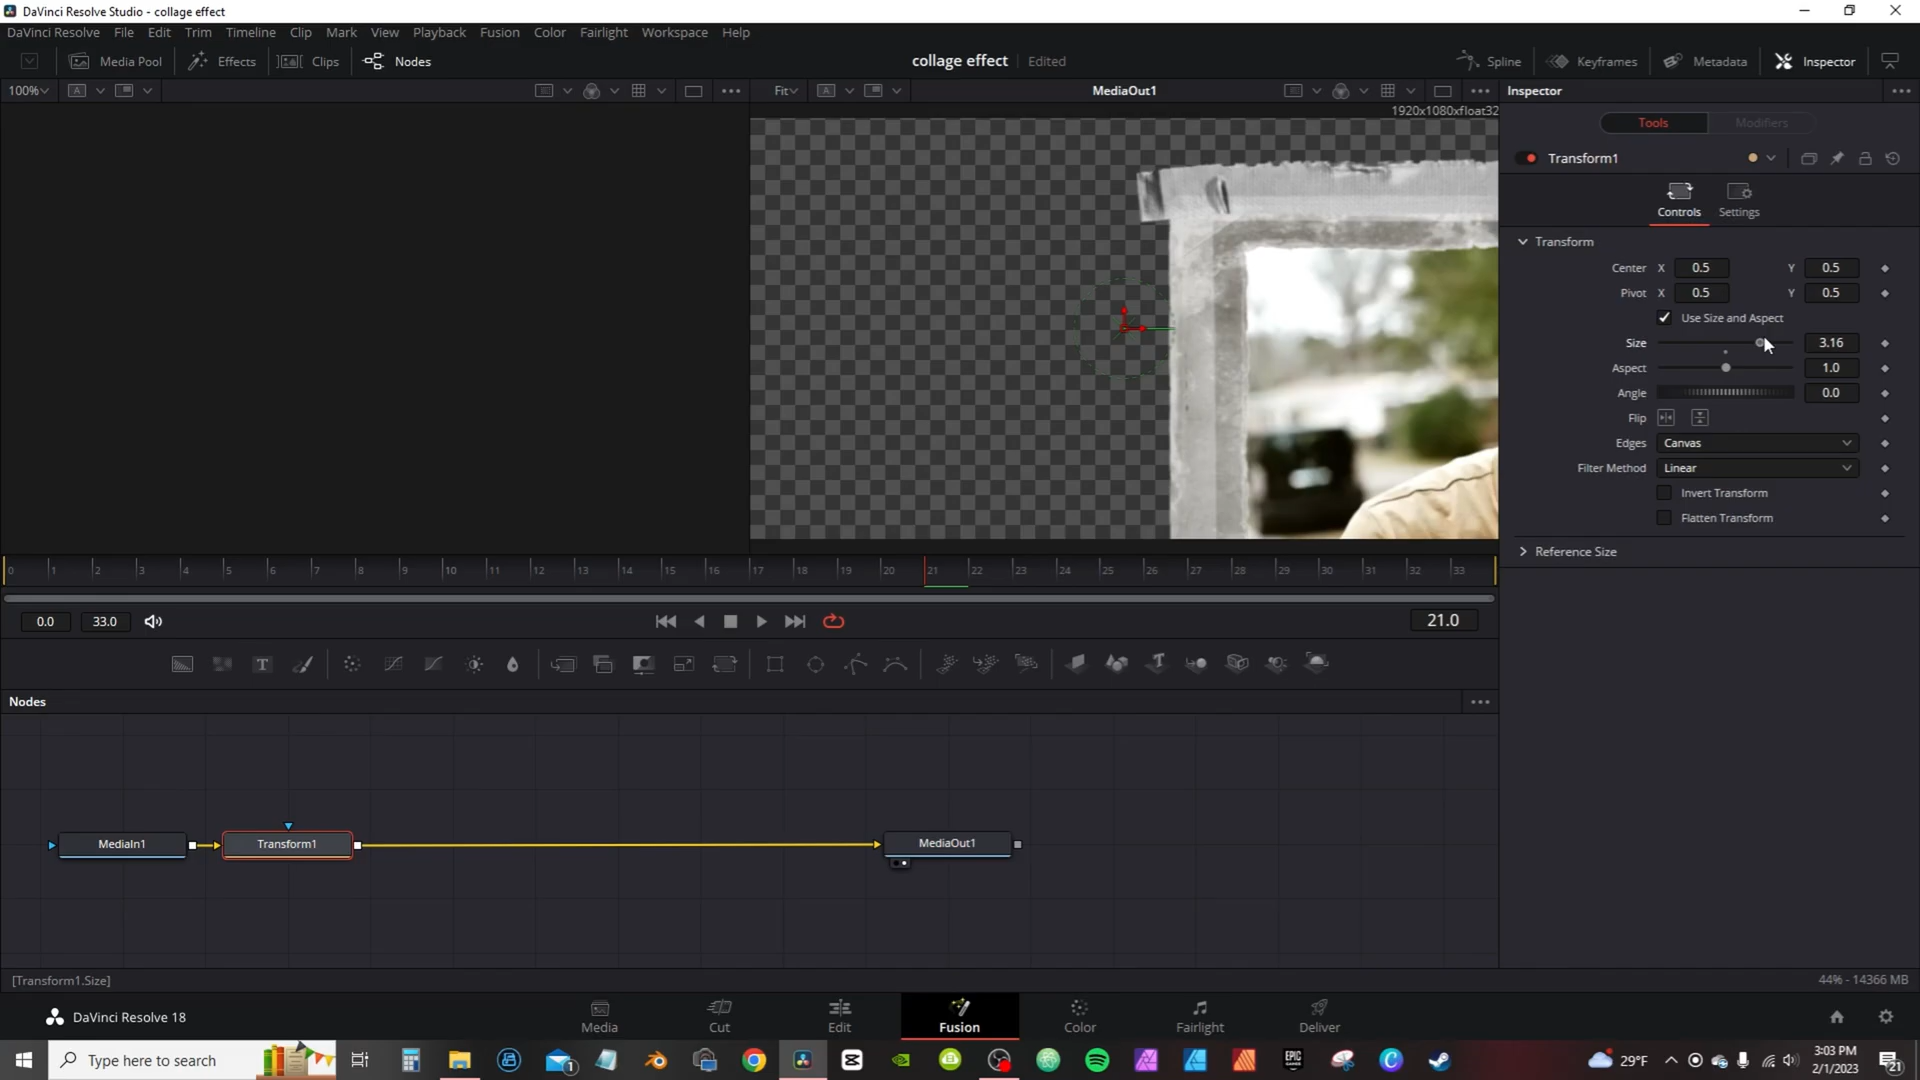 DaVinci Resolve Studio - collage effect
DaVinci Resolve File Edit Trim Timeline Clip Mark View Playback Fusion Color Fairlight Workspace Help
Media Pool Effects Clips Nodes collage effect Edited Spline Keyframes Metadata Inspector
100% A Fit A MediaOut1 Inspector
1920x1080xfloat32
Tools Modifiers
Transform1
Controls Settings
Transform
Center X 0.5 Y 0.5
Pivot X 0.5 Y 0.5
Use Size and Aspect
Size 3.16
Aspect 1.0
Angle 0.0
Flip
Edges Canvas
Filter Method Linear
Invert Transform
Flatten Transform
Reference Size
0 1 2 3 4 5 6 7 8 9 10 11 12 13 14 15 16 17 18 19 20 21 22 23 24 25 26 27 28 29 30 31 32 33
0.0 33.0 21.0
T T
Nodes
MediaIn1 Transform1 MediaOut1
[Transform1.Size] 44% - 14366 MB
DaVinci Resolve 18 Media Cut Edit Fusion Color Fairlight Deliver
Type here to search 1 EPIC GAMES 29°F 3:03 PM
2/1/2023 21